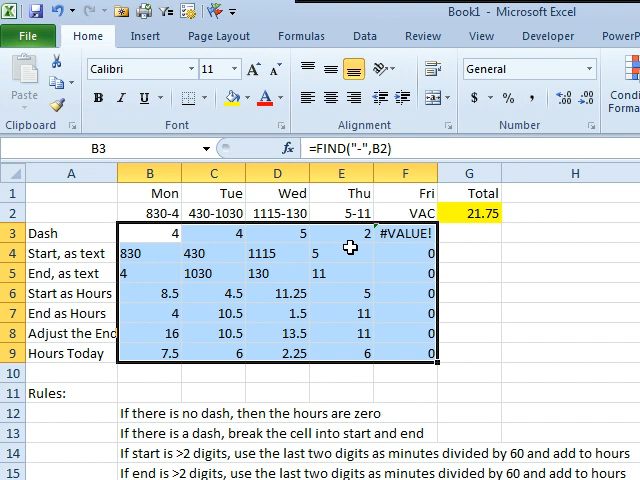 Book1 - Microsoft Excel
File Home Insert Page Layout Formulas Data Review View Developer PowerP
Paste Calibri 11 A A General
B I U A $ % , .0 .00 .00 .0
Clipboard Font Alignment Number
B3 fx =FIND("-",B2)
A B C D E F G H
1 Mon Tue Wed Thu Fri Total
2 830-4 430-1030 1115-130 5-11 VAC 21.75
3 Dash 4 4 5 2 #VALUE!
4 Start, as text 830 430 1115 5 0
5 End, as text 4 1030 130 11 0
6 Start as Hours 8.5 4.5 11.25 5 0
7 End as Hours 4 10.5 1.5 11 0
8 Adjust the End 16 10.5 13.5 11 0
9 Hours Today 7.5 6 2.25 6 0
10
11 Rules:
12 If there is no dash, then the hours are zero
13 If there is a dash, break the cell into start and end
14 If start is >2 digits, use the last two digits as minutes divided by 60 and add to hours
15 If end is >2 digits, use the last two digits as minutes divided by 60 and add to hours